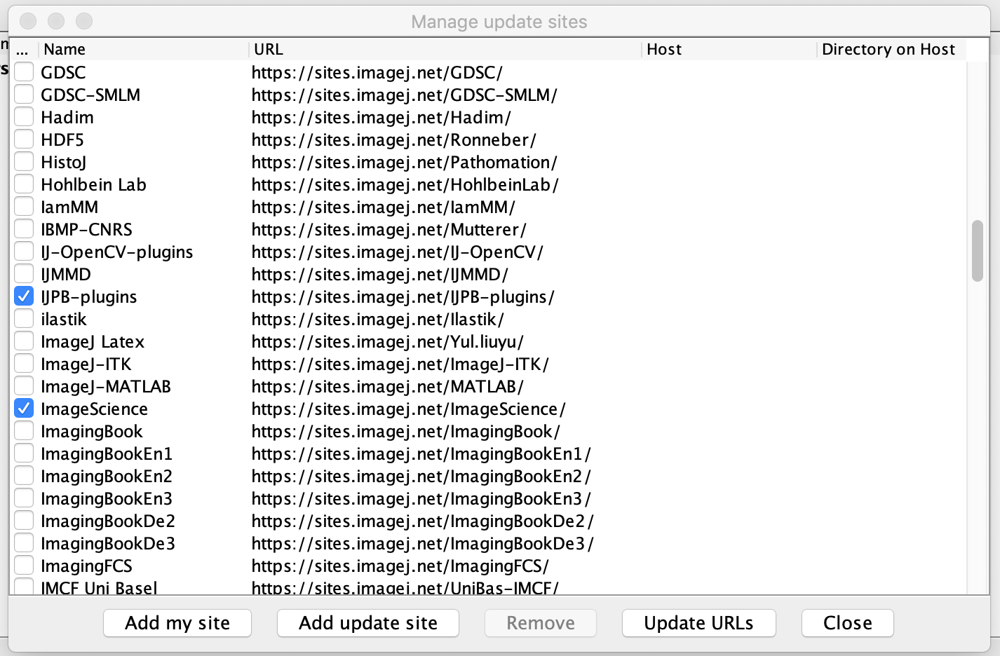 Manage update sites
... Name URL Host Directory on Host
GDSC https://sites.imagej.net/GDSC/
GDSC-SMLM https://sites.imagej.net/GDSC-SMLM/
Hadim https://sites.imagej.net/Hadim/
HDF5 https://sites.imagej.net/Ronneber/
HistoJ https://sites.imagej.net/Pathomation/
Hohlbein Lab https://sites.imagej.net/HohlbeinLab/
IamMM https://sites.imagej.net/IamMM/
IBMP-CNRS https://sites.imagej.net/Mutterer/
IJ-OpenCV-plugins https://sites.imagej.net/IJ-OpenCV/
IJMMD https://sites.imagej.net/IJMMD/
IJPB-plugins https://sites.imagej.net/IJPB-plugins/
ilastik https://sites.imagej.net/Ilastik/
ImageJ Latex https://sites.imagej.net/Yul.liuyu/
ImageJ-ITK https://sites.imagej.net/ImageJ-ITK/
ImageJ-MATLAB https://sites.imagej.net/MATLAB/
ImageScience https://sites.imagej.net/ImageScience/
ImagingBook https://sites.imagej.net/ImagingBook/
ImagingBookEn1 https://sites.imagej.net/ImagingBookEn1/
ImagingBookEn2 https://sites.imagej.net/ImagingBookEn2/
ImagingBookEn3 https://sites.imagej.net/ImagingBookEn3/
ImagingBookDe2 https://sites.imagej.net/ImagingBookDe2/
ImagingBookDe3 https://sites.imagej.net/ImagingBookDe3/
ImagingFCS https://sites.imagej.net/ImagingFCS/
IMCF Uni Basel https://sites.imagej.net/UniBas-IMCF/
Add my site Add update site Remove Update URLs Close